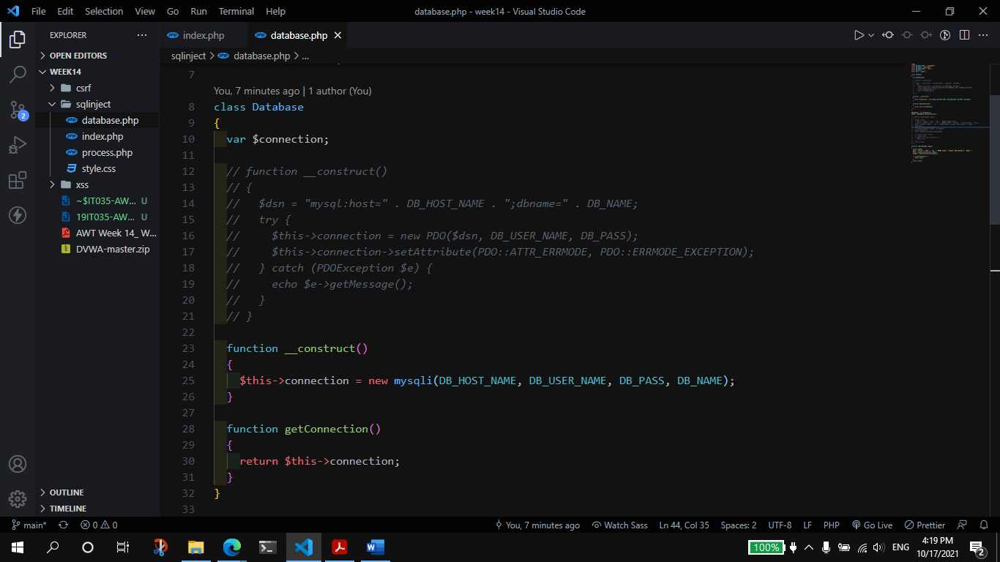 File Edit Selection View Go Run Terminal Help database.php - week14 - Visual Studio Code
EXPLORER
OPEN EDITORS
WEEK14
csrf
sqlinject
database.php
index.php
process.php
style.css
xss
~$IT035-AW... U
19IT035-AW... U
AWT Week 14_ W...
DVWA-master.zip
OUTLINE
TIMELINE
2
index.php database.php
sqlinject > database.php > ...
7
You, 7 minutes ago | 1 author (You)
8 class Database
9 {
10 var $connection;
11
12 // function __construct()
13 // {
14 // $dsn = "mysql:host=" . DB_HOST_NAME . ";dbname=" . DB_NAME;
15 // try {
16 // $this->connection = new PDO($dsn, DB_USER_NAME, DB_PASS);
17 // $this->connection->setAttribute(PDO::ATTR_ERRMODE, PDO::ERRMODE_EXCEPTION);
18 // } catch (PDOException $e) {
19 // echo $e->getMessage();
20 // }
21 // }
22
23 function __construct()
24 {
25 $this->connection = new mysqli(DB_HOST_NAME, DB_USER_NAME, DB_PASS, DB_NAME);
26 }
27
28 function getConnection()
29 {
30 return $this->connection;
31 }
32 }
33
main* 0 0 You, 7 minutes ago Watch Sass Ln 44, Col 35 Spaces: 2 UTF-8 LF PHP Go Live Prettier
100% ENG 4:19 PM
10/17/2021 2